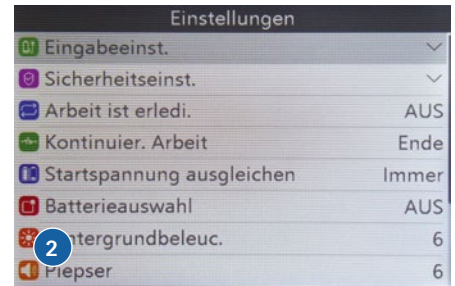 Einstellungen
Eingabeeinst.
Sicherheitseinst.
Arbeit ist erledi. AUS
Kontinuier. Arbeit Ende
Startspannung ausgleichen Immer
Batterieauswahl AUS
2 ntergrundbeleuc. 6
Piepser 6